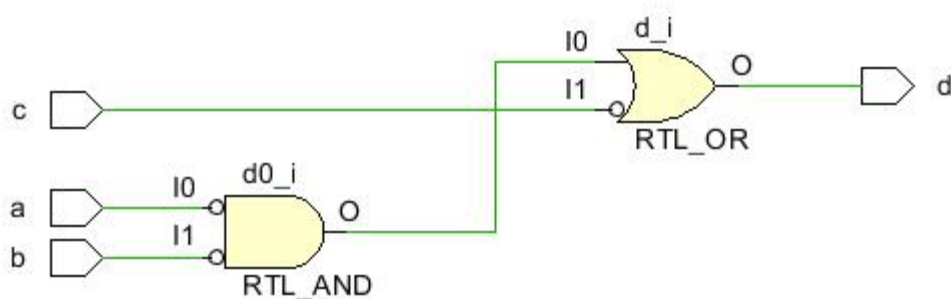 d_i
I0
O
c
I1
d
RTL_OR
d0_i
a
I0
O
b
I1
RTL_AND